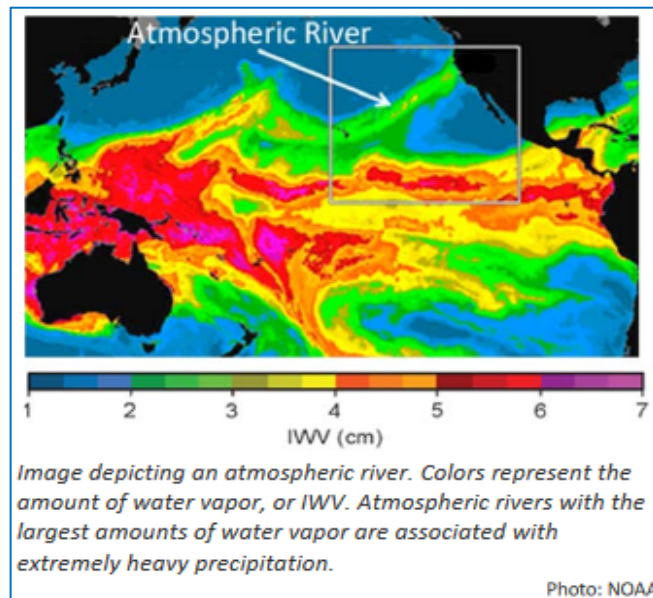 Atmospheric River
1 2 3 4 5 6 7
IWV (cm)
Image depicting an atmospheric river. Colors represent the
amount of water vapor, or IWV. Atmospheric rivers with the
largest amounts of water vapor are associated with
extremely heavy precipitation.
Photo: NOAA